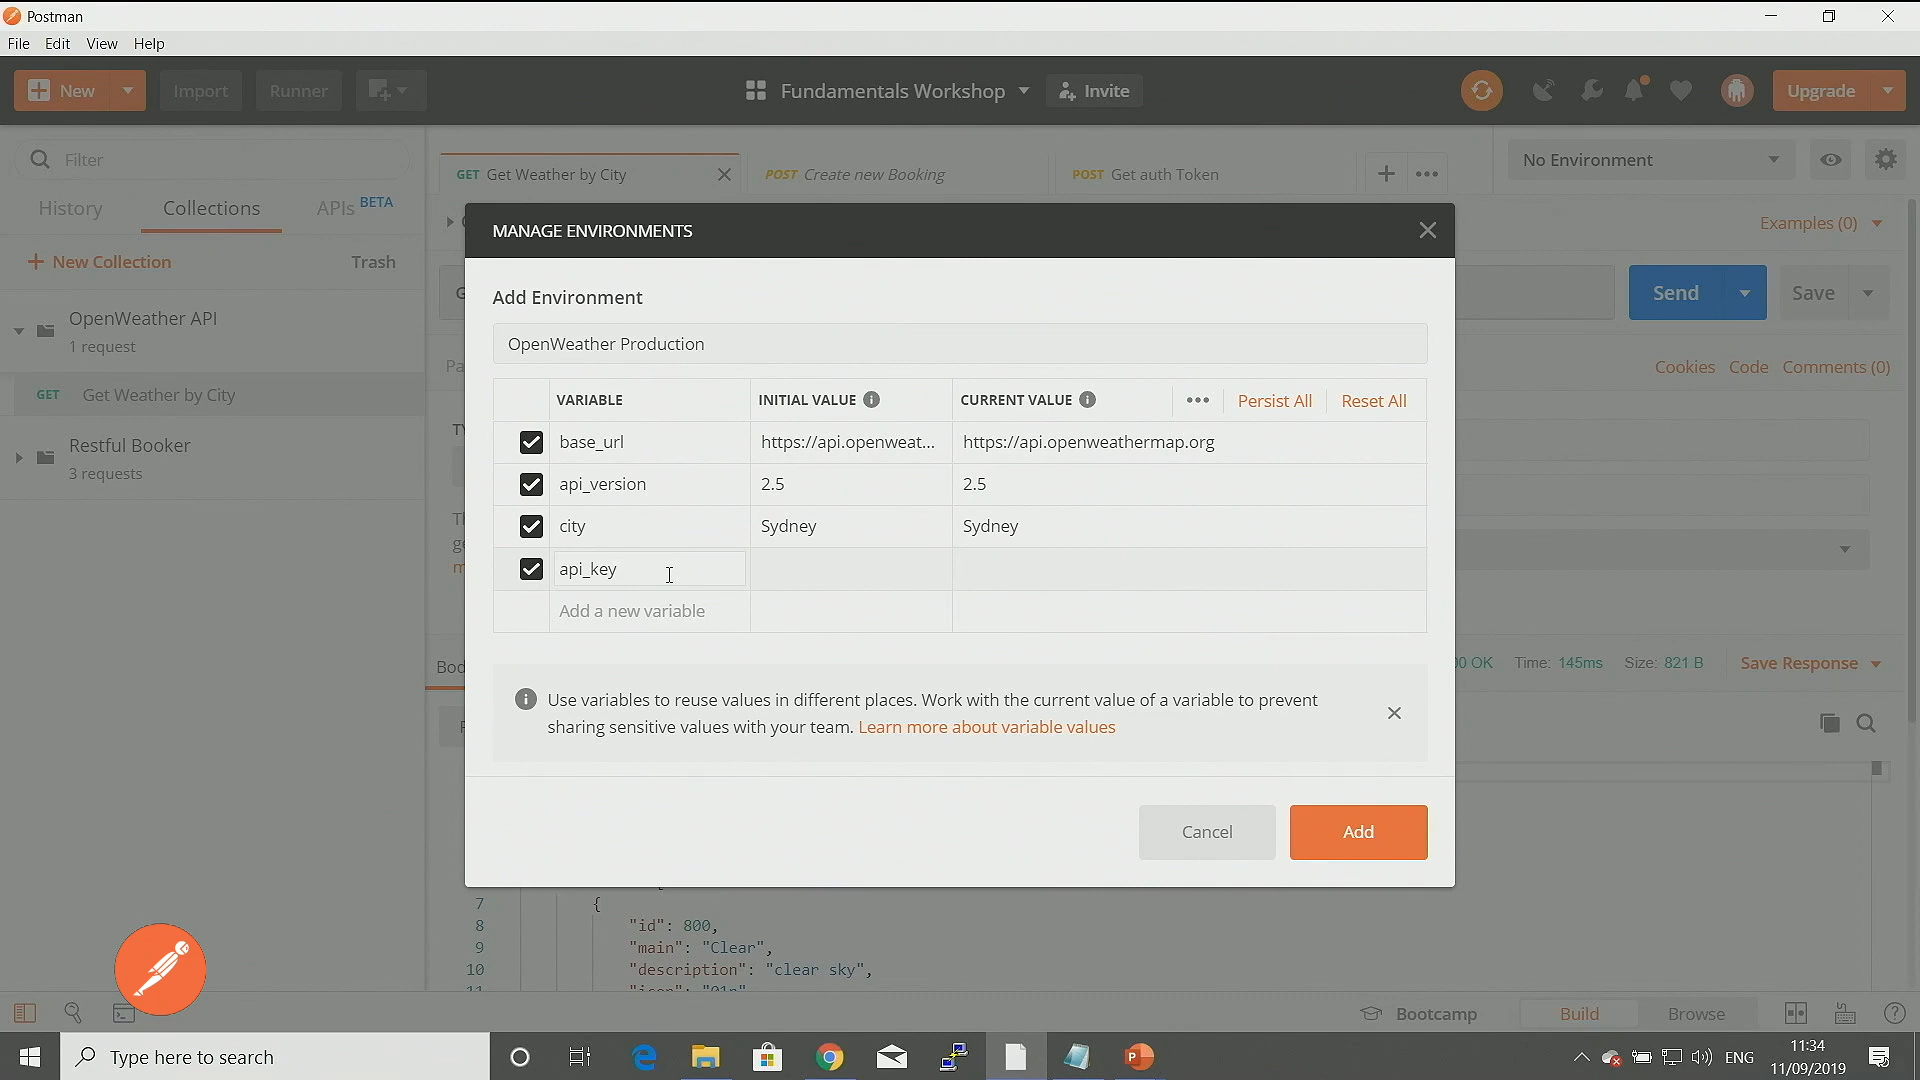 Postman
File Edit View Help
New Import Runner Fundamentals Workshop Invite Upgrade
Filter
GET Get Weather by City POST Create new Booking POST Get auth Token
No Environment
History Collections APIs BETA
MANAGE ENVIRONMENTS
Examples (0)
+ New Collection Trash
Add Environment
Send Save
OpenWeather API
1 request
OpenWeather Production
Cookies Code Comments (0)
GET Get Weather by City
VARIABLE INITIAL VALUE CURRENT VALUE ••• Persist All Reset All
base_url https://api.openweat... https://api.openweathermap.org
Restful Booker
3 requests
api_version 2.5 2.5
city Sydney Sydney
api_key
Add a new variable
OK Time: 145ms Size: 821 B Save Response
Use variables to reuse values in different places. Work with the current value of a variable to prevent
sharing sensitive values with your team. Learn more about variable values
Cancel Add
7 {
8 "id": 800,
9 "main": "Clear",
10 "description": "clear sky",
Bootcamp Build Browse
Type here to search
ENG
11:34
11/09/2019